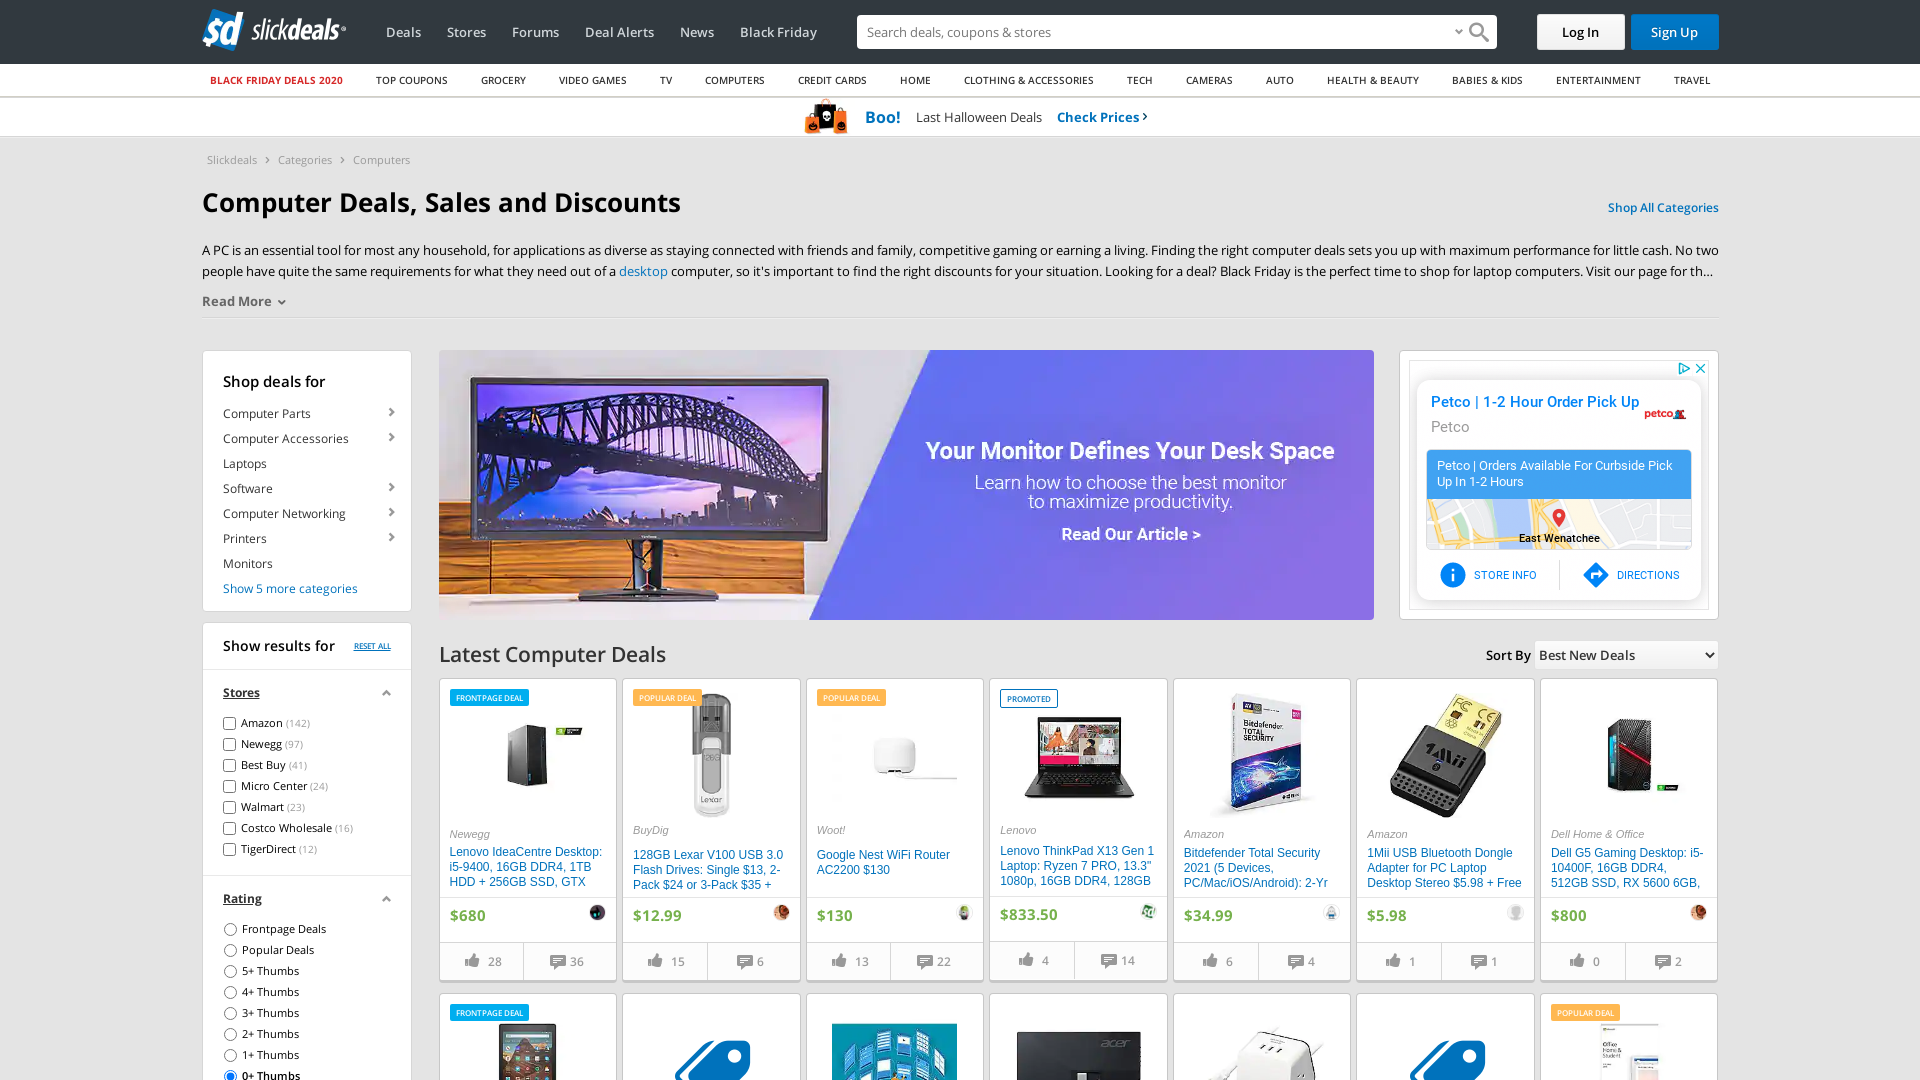 slickdeals
Deals
Stores
Forums
Deal Alerts
News
Black Friday
Search deals, coupons & stores
Log In
Sign Up
BLACK FRIDAY DEALS 2020
TOP COUPONS
GROCERY
VIDEO GAMES
TV
COMPUTERS
CREDIT CARDS
HOME
CLOTHING & ACCESSORIES
TECH
CAMERAS
AUTO
HEALTH & BEAUTY
BABIES & KIDS
ENTERTAINMENT
TRAVEL
Boo! Last Halloween Deals Check Prices
Slickdeals > Categories > Computers
Computer Deals, Sales and Discounts
Shop All Categories
A PC is an essential tool for most any household, for applications as diverse as staying connected with friends and family, competitive gaming or earning a living. Finding the right computer deals sets you up with maximum performance for little cash. No two
people have quite the same requirements for what they need out of a desktop computer, so it's important to find the right discounts for your situation. Looking for a deal? Black Friday is the perfect time to shop for laptop computers. Visit our page for th...
Read More
Shop deals for
Computer Parts
Computer Accessories
Laptops
Software
Computer Networking
Printers
Monitors
Show 5 more categories
Your Monitor Defines Your Desk Space
Learn how to choose the best monitor
to maximize productivity.
Read Our Article >
Petco | 1-2 Hour Order Pick Up
petco
Petco
Petco | Orders Available For Curbside Pick
Up In 1-2 Hours
East Wenatchee
STORE INFO
DIRECTIONS
Show results for
RESET ALL
Stores
Amazon (142)
Newegg (97)
Best Buy (41)
Micro Center (24)
Walmart (23)
Costco Wholesale (16)
TigerDirect (12)
Rating
Frontpage Deals
Popular Deals
5+ Thumbs
4+ Thumbs
3+ Thumbs
2+ Thumbs
1+ Thumbs
0+ Thumbs
Latest Computer Deals
Sort By
Best New Deals
FRONTPAGE DEAL
Newegg
Lenovo IdeaCentre Desktop:
i5-9400, 16GB DDR4, 1TB
HDD + 256GB SSD, GTX
$680
28
36
POPULAR DEAL
Lexar
BuyDig
128GB Lexar V100 USB 3.0
Flash Drives: Single $13, 2-
Pack $24 or 3-Pack $35 +
$12.99
15
6
POPULAR DEAL
Woot!
Google Nest WiFi Router
AC2200 $130
$130
13
22
PROMOTED
Lenovo
Lenovo ThinkPad X13 Gen 1
Laptop: Ryzen 7 PRO, 13.3"
1080p, 16GB DDR4, 128GB
$833.50
4
14
Bitdefender
TOTAL
SECURITY
Amazon
Bitdefender Total Security
2021 (5 Devices,
PC/Mac/iOS/Android): 2-Yr
$34.99
6
4
1Mii
Amazon
1Mii USB Bluetooth Dongle
Adapter for PC Laptop
Desktop Stereo $5.98 + Free
$5.98
1
1
Dell Home & Office
Dell G5 Gaming Desktop: i5-
10400F, 16GB DDR4,
512GB SSD, RX 5600 6GB,
$800
0
2
FRONTPAGE DEAL
acer
POPULAR DEAL
Office
Home &
Student